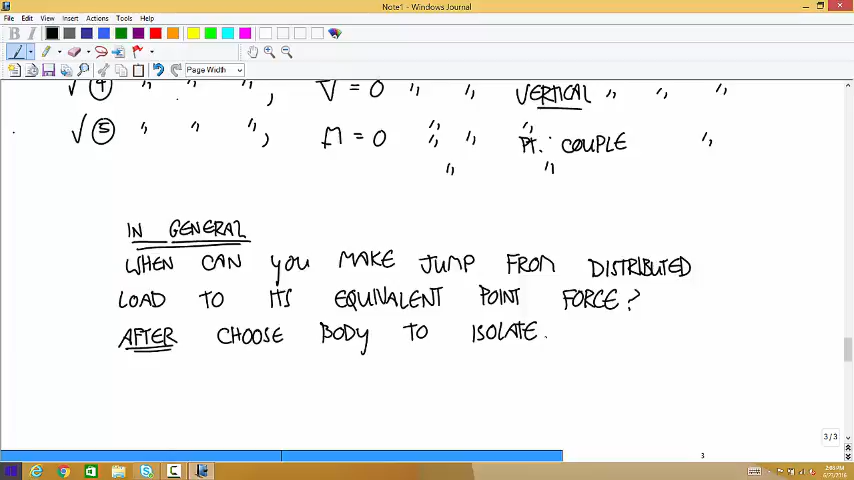 Note1 - Windows Journal
File Edit View Insert Actions Tools Help
B I
Page Width
√ ④ " " " , V = 0 " " VERTICAL " " "
√ ⑤ " " " , M = 0 " " PT. COUPLE "
" "
IN GENERAL
WHEN CAN YOU MAKE JUMP FROM DISTRIBUTED
LOAD TO ITS EQUIVALENT POINT FORCE?
AFTER CHOOSE BODY TO ISOLATE.
3/3
3